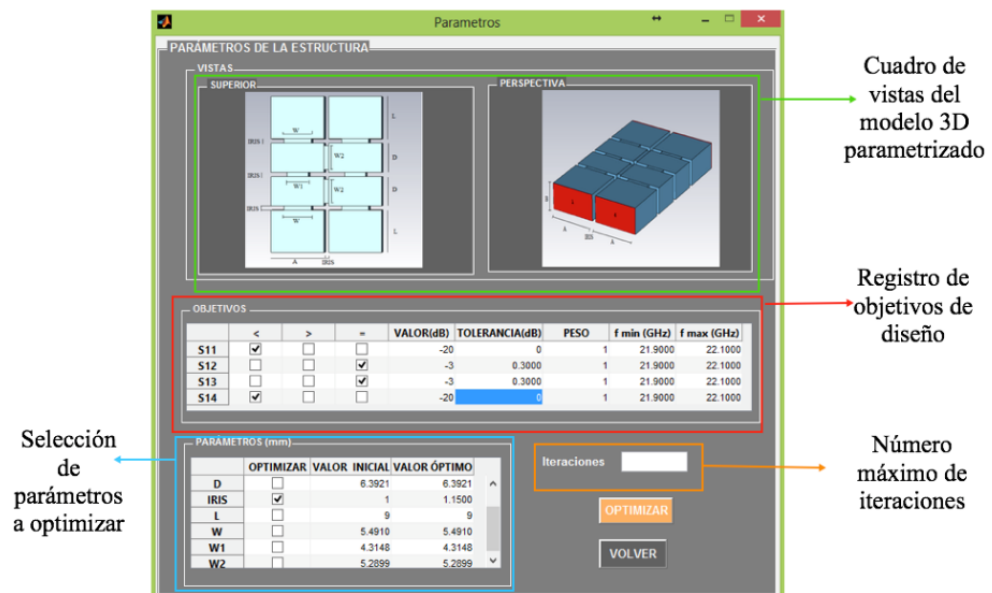 Parametros
PARÁMETROS DE LA ESTRUCTURA
VISTAS
SUPERIOR
PERSPECTIVA
W
L
W2
D
W1
W2
D
W
L
A
A
A
OBJETIVOS
< > = VALOR(dB) TOLERANCIA(dB) PESO f min (GHz) f max (GHz)
S11 -20 0 1 21.9000 22.1000
S12 -3 0.3000 1 21.9000 22.1000
S13 -3 0.3000 1 21.9000 22.1000
S14 -20 0 1 21.9000 22.1000
PARÁMETROS (mm)
OPTIMIZAR VALOR INICIAL VALOR ÓPTIMO
D 6.3921 6.3921
IRIS 1 1.1500
L 9 9
W 5.4910 5.4910
W1 4.3148 4.3148
W2 5.2899 5.2899
Iteraciones
OPTIMIZAR
VOLVER
Cuadro de
vistas del
modelo 3D
parametrizado
Registro de
objetivos de
diseño
Selección
de
parámetros
a optimizar
Número
máximo de
iteraciones